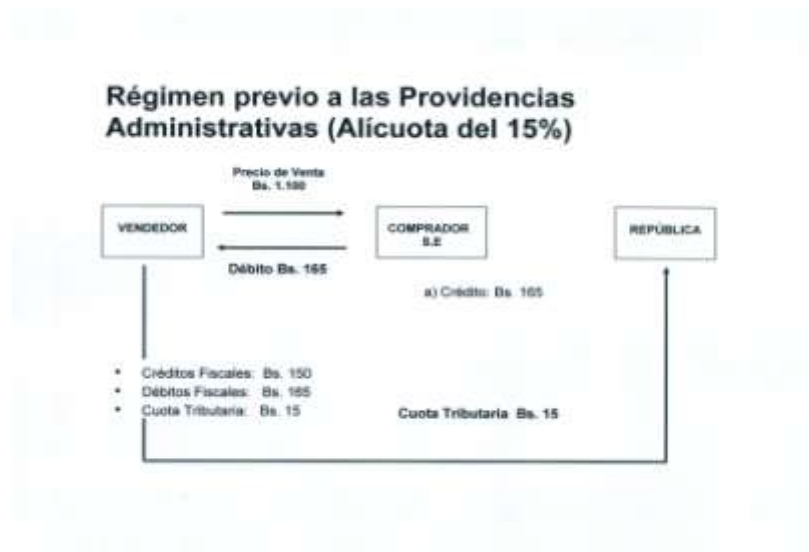 Régimen previo a las Providencias
Administrativas (Alícuota del 15%)
Precio de Venta
Bs. 1.100
VENDEDOR
COMPRADOR
S.E
REPÚBLICA
Débito Bs. 165
a) Crédito: Bs. 165
• Créditos Fiscales: Bs. 150
• Débitos Fiscales: Bs. 165
• Cuota Tributaria: Bs. 15
Cuota Tributaria Bs. 15